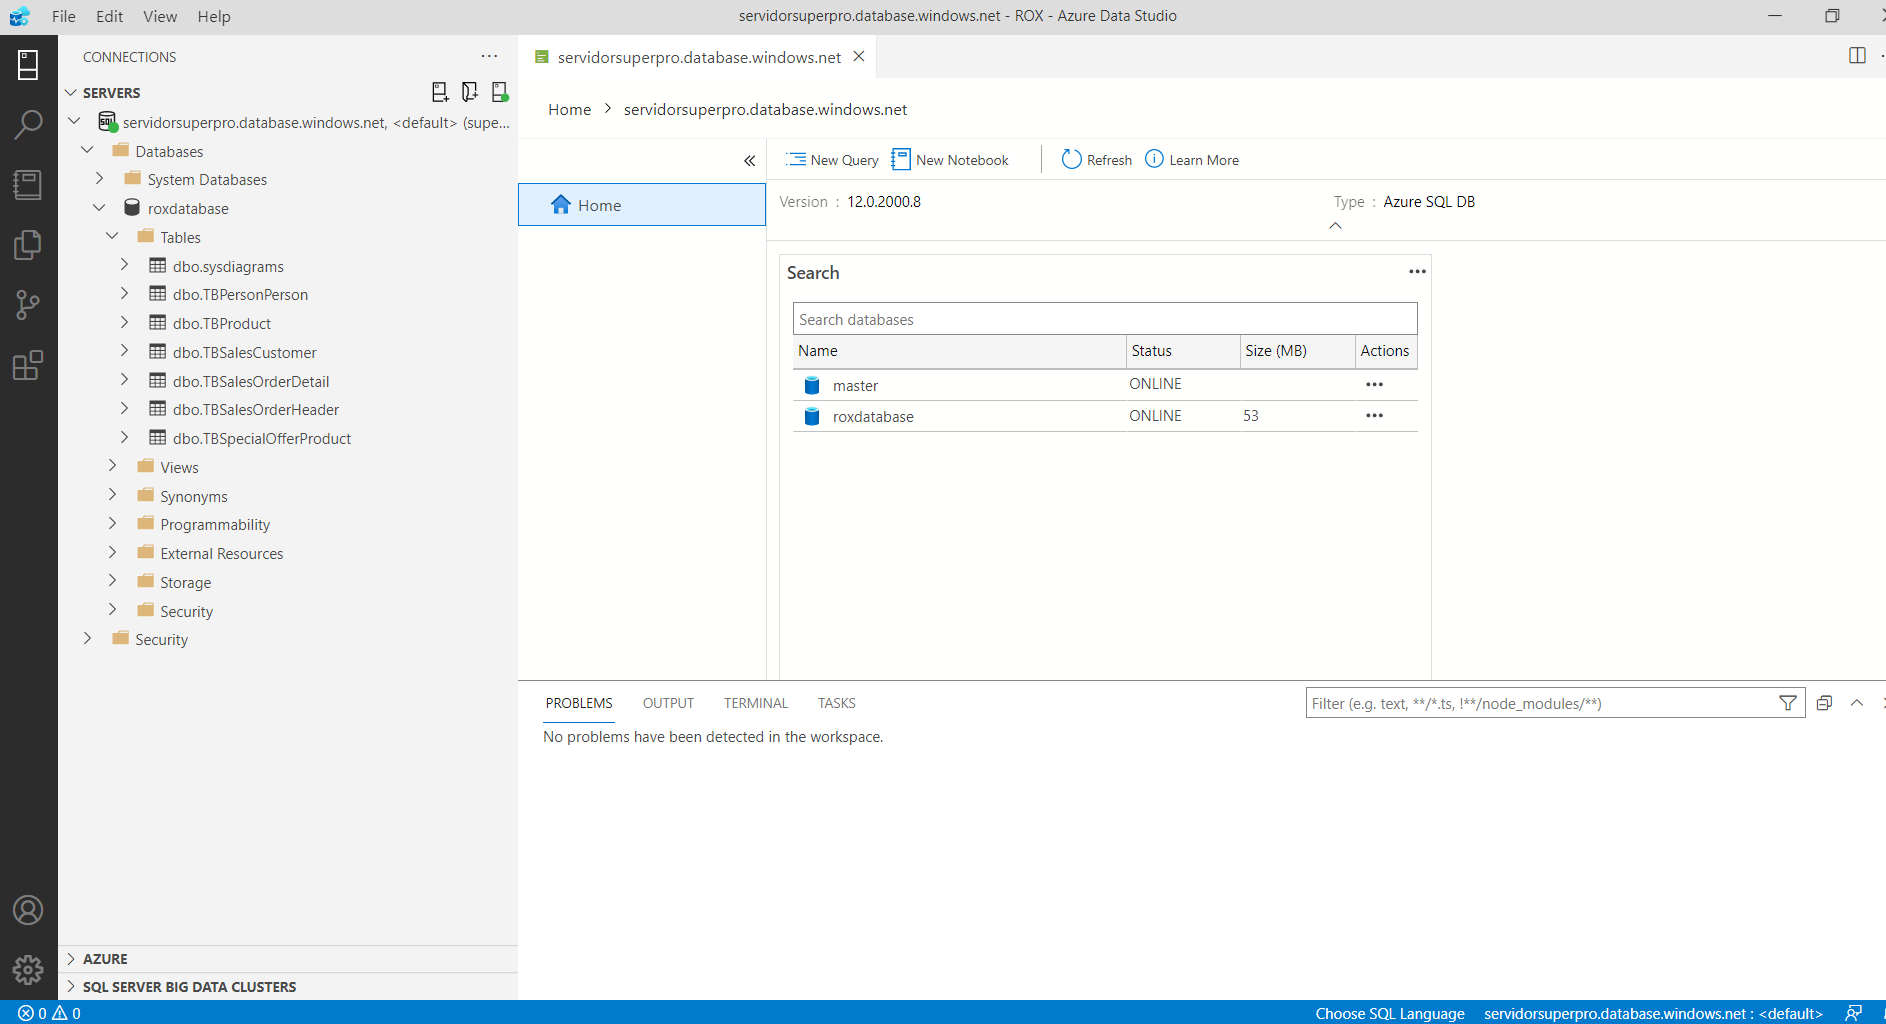 File Edit View Help
servidorsuperpro.database.windows.net - ROX - Azure Data Studio
CONNECTIONS
SERVERS
servidorsuperpro.database.windows.net, <default> (supe...
Databases
System Databases
roxdatabase
Tables
dbo.sysdiagrams
dbo.TBPersonPerson
dbo.TBProduct
dbo.TBSalesCustomer
dbo.TBSalesOrderDetail
dbo.TBSalesOrderHeader
dbo.TBSpecialOfferProduct
Views
Synonyms
Programmability
External Resources
Storage
Security
Security
AZURE
SQL SERVER BIG DATA CLUSTERS
servidorsuperpro.database.windows.net
Home > servidorsuperpro.database.windows.net
Home
New Query New Notebook Refresh Learn More
Version : 12.0.2000.8 Type : Azure SQL DB
Search
Search databases
Name Status Size (MB) Actions
master ONLINE
roxdatabase ONLINE 53
PROBLEMS OUTPUT TERMINAL TASKS
Filter (e.g. text, **/*.ts, !**/node_modules/**)
No problems have been detected in the workspace.
0 0
Choose SQL Language servidorsuperpro.database.windows.net : <default>